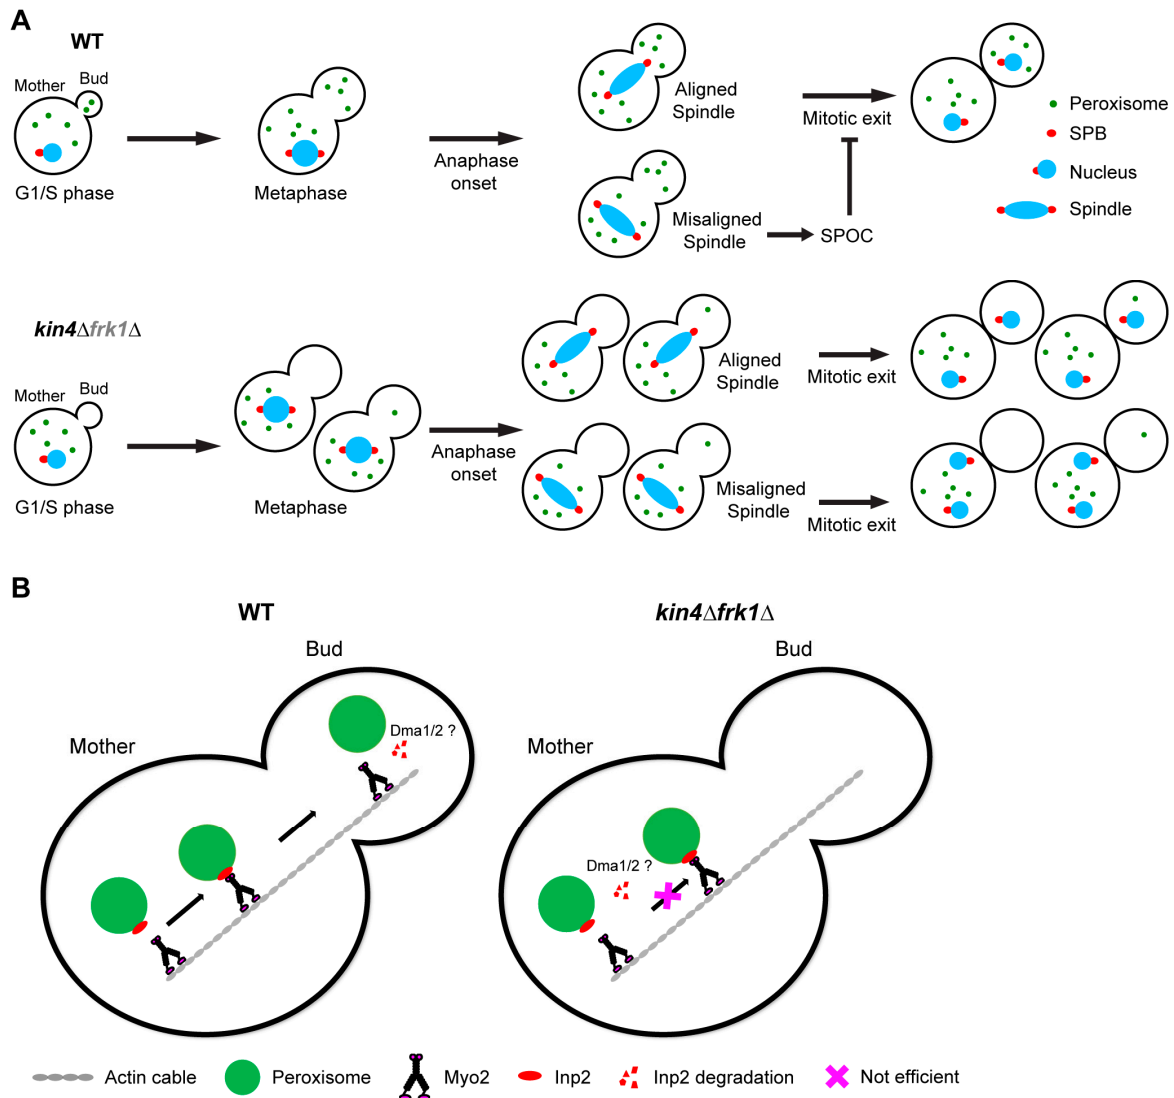 A
WT
Mother
Bud
G1/S phase
Metaphase
Anaphase
onset
Aligned
Spindle
Misaligned
Spindle
SPOC
Mitotic exit
Peroxisome
SPB
Nucleus
Spindle
kin4Δfrk1Δ
Mother
Bud
G1/S phase
Metaphase
Anaphase
onset
Aligned
Spindle
Mitotic exit
Misaligned
Spindle
Mitotic exit
B
WT
Bud
Mother
Dma1/2 ?
kin4Δfrk1Δ
Bud
Mother
Dma1/2 ?
Actin cable
Peroxisome
Myo2
Inp2
Inp2 degradation
Not efficient